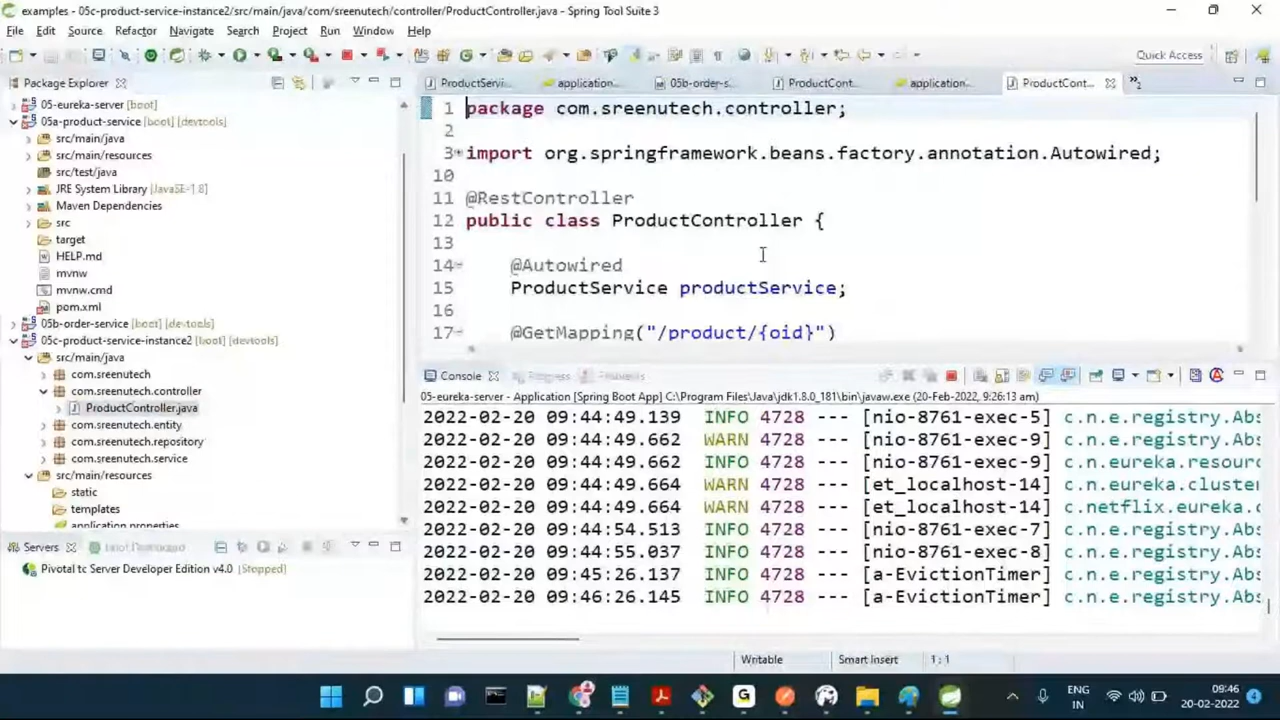 examples - 05c-product-service-instance2/src/main/java/com/sreenutech/controller/ProductController.java - Spring Tool Suite 3
File Edit Source Refactor Navigate Search Project Run Window Help
Quick Access
Package Explorer
05-eureka-server [boot]
05a-product-service [boot] [devtools]
src/main/java
src/main/resources
src/test/java
JRE System Library [JavaSE-1.8]
Maven Dependencies
src
target
HELP.md
mvnw
mvnw.cmd
pom.xml
05b-order-service [boot] [devtools]
05c-product-service-instance2 [boot] [devtools]
src/main/java
com.sreenutech
com.sreenutech.controller
ProductController.java
com.sreenutech.entity
com.sreenutech.repository
com.sreenutech.service
src/main/resources
static
templates
application.properties
Servers Boot Dashboard
Pivotal tc Server Developer Edition v4.0 [Stopped]
ProductServi... application... 05b-order-s... ProductCont... application... ProductCont...
1 package com.sreenutech.controller;
2
3 import org.springframework.beans.factory.annotation.Autowired;
10
11 @RestController
12 public class ProductController {
13
14 @Autowired
15 ProductService productService;
16
17 @GetMapping("/product/{oid}")
Console Progress Problems
05-eureka-server - Application [Spring Boot App] C:\Program Files\Java\jdk1.8.0_181\bin\javaw.exe (20-Feb-2022, 9:26:13 am)
2022-02-20 09:44:49.139 INFO 4728 --- [nio-8761-exec-5] c.n.e.registry.Abs
2022-02-20 09:44:49.662 WARN 4728 --- [nio-8761-exec-9] c.n.e.registry.Abs
2022-02-20 09:44:49.662 INFO 4728 --- [nio-8761-exec-9] c.n.eureka.resourc
2022-02-20 09:44:49.664 WARN 4728 --- [et_localhost-14] c.n.eureka.cluster
2022-02-20 09:44:49.664 WARN 4728 --- [et_localhost-14] c.netflix.eureka.c
2022-02-20 09:44:54.513 INFO 4728 --- [nio-8761-exec-7] c.n.e.registry.Abs
2022-02-20 09:44:55.037 INFO 4728 --- [nio-8761-exec-8] c.n.e.registry.Abs
2022-02-20 09:45:26.137 INFO 4728 --- [a-EvictionTimer] c.n.e.registry.Abs
2022-02-20 09:46:26.145 INFO 4728 --- [a-EvictionTimer] c.n.e.registry.Abs
Writable Smart Insert 1 : 1
ENG
IN
09:46
20-02-2022